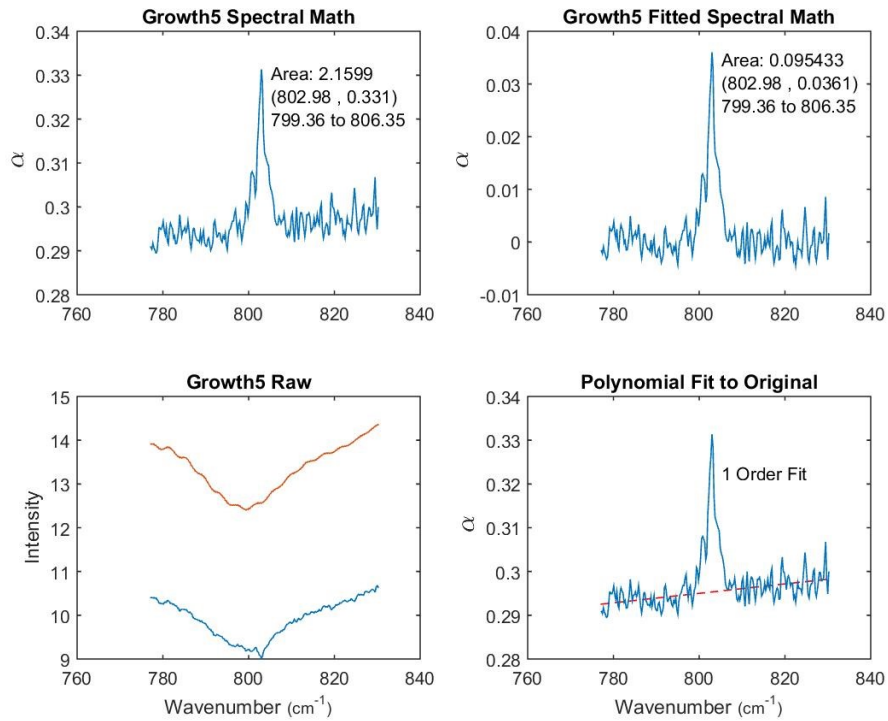 Growth5 Spectral Math
0.34
0.33
0.32
0.31
0.3
0.29
0.28
α
Area: 2.1599
(802.98 , 0.331)
799.36 to 806.35
760 780 800 820 840
Growth5 Fitted Spectral Math
0.04
0.03
0.02
0.01
0
-0.01
α
Area: 0.095433
(802.98 , 0.0361)
799.36 to 806.35
760 780 800 820 840
Growth5 Raw
15
14
13
12
11
10
9
Intensity
760 780 800 820 840
Wavenumber (cm⁻¹)
Polynomial Fit to Original
0.34
0.33
0.32
0.31
0.3
0.29
0.28
α
1 Order Fit
760 780 800 820 840
Wavenumber (cm⁻¹)